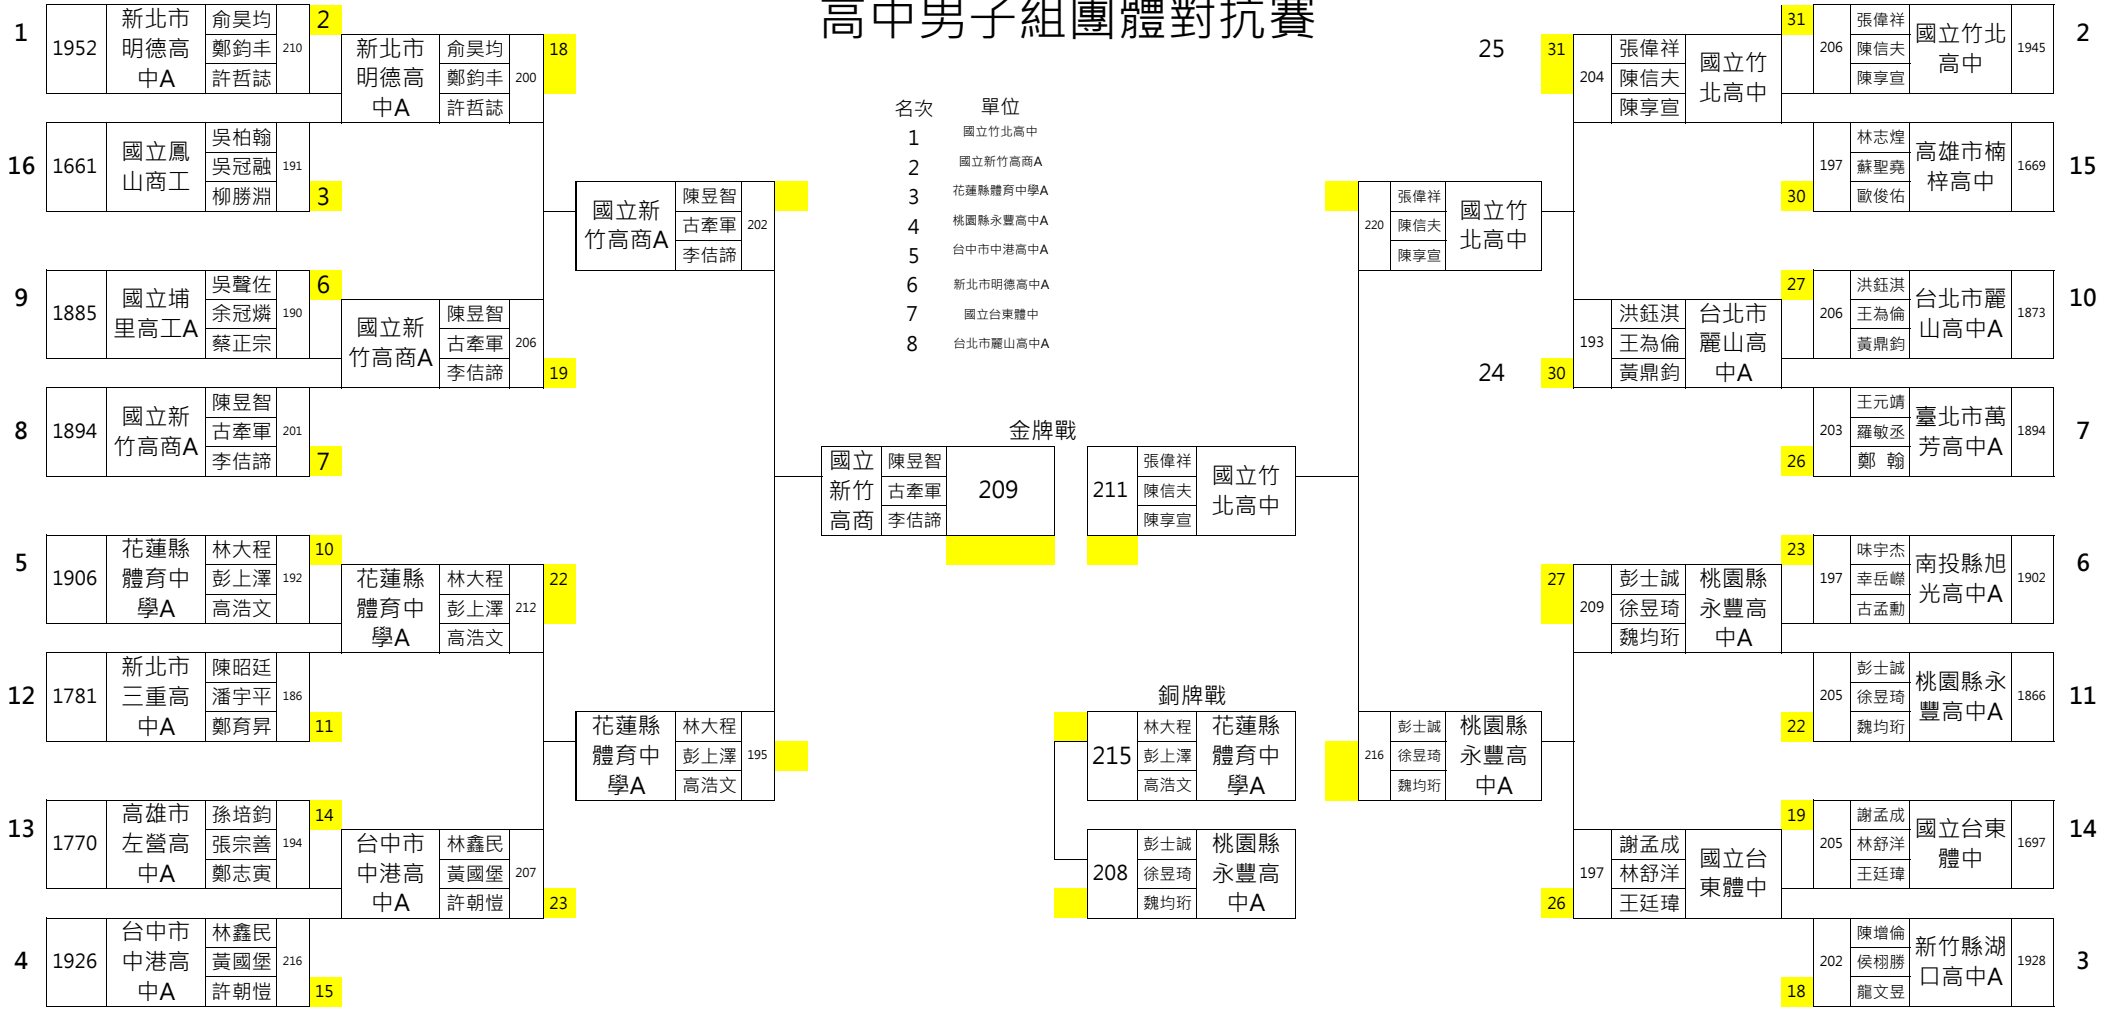 高中男子組團體對抗賽
1
1952
新北市
明德高
中A
俞昊均
鄭鈞丰
許哲誌
210
2
16
1661
國立鳳
山商工
吳柏翰
吳冠融
柳勝淵
191
3
9
1885
國立埔
里高工A
吳聲佐
余冠燐
蔡正宗
190
6
8
1894
國立新
竹高商A
陳昱智
古牽軍
李佶諦
201
7
5
1906
花蓮縣
體育中
學A
林大程
彭上澤
高浩文
192
10
12
1781
新北市
三重高
中A
陳昭廷
潘宇平
鄭育昇
186
11
13
1770
高雄市
左營高
中A
孫培鈞
張宗善
鄭志寅
194
14
4
1926
台中市
中港高
中A
林鑫民
黃國堡
許朝愷
216
15
新北市
明德高
中A
俞昊均
鄭鈞丰
許哲誌
200
18
國立新
竹高商A
陳昱智
古牽軍
李佶諦
206
19
花蓮縣
體育中
學A
林大程
彭上澤
高浩文
212
22
台中市
中港高
中A
林鑫民
黃國堡
許朝愷
207
23
國立新
竹高商A
陳昱智
古牽軍
李佶諦
202
花蓮縣
體育中
學A
林大程
彭上澤
高浩文
195
名次 單位
1 國立竹北高中
2 國立新竹高商A
3 花蓮縣體育中學A
4 桃園縣永豐高中A
5 台中市中港高中A
6 新北市明德高中A
7 國立台東體中
8 台北市麗山高中A
金牌戰
國立
新竹
高商
陳昱智
古牽軍
李佶諦
209
211
張偉祥
陳信夫
陳享宣
國立竹
北高中
銅牌戰
215
林大程
彭上澤
高浩文
花蓮縣
體育中
學A
208
彭士誠
徐昱琦
魏均珩
桃園縣
永豐高
中A
220
張偉祥
陳信夫
陳享宣
國立竹
北高中
216
彭士誠
徐昱琦
魏均珩
桃園縣
永豐高
中A
25
31
204
張偉祥
陳信夫
陳享宣
國立竹
北高中
24
30
193
洪鈺淇
王為倫
黃鼎鈞
台北市
麗山高
中A
27
209
彭士誠
徐昱琦
魏均珩
桃園縣
永豐高
中A
26
197
謝孟成
林舒洋
王廷瑋
國立台
東體中
31
206
張偉祥
陳信夫
陳享宣
國立竹北
高中
1945
2
30
197
林志煌
蘇聖堯
歐俊佑
高雄市楠
梓高中
1669
15
27
206
洪鈺淇
王為倫
黃鼎鈞
台北市麗
山高中A
1873
10
26
203
王元靖
羅敏丞
鄭 翰
臺北市萬
芳高中A
1894
7
23
197
味宇杰
幸岳嶸
古孟勳
南投縣旭
光高中A
1902
6
22
205
彭士誠
徐昱琦
魏均珩
桃園縣永
豐高中A
1866
11
19
205
謝孟成
林舒洋
王廷瑋
國立台東
體中
1697
14
18
202
陳增倫
侯栩勝
龍文昱
新竹縣湖
口高中A
1928
3